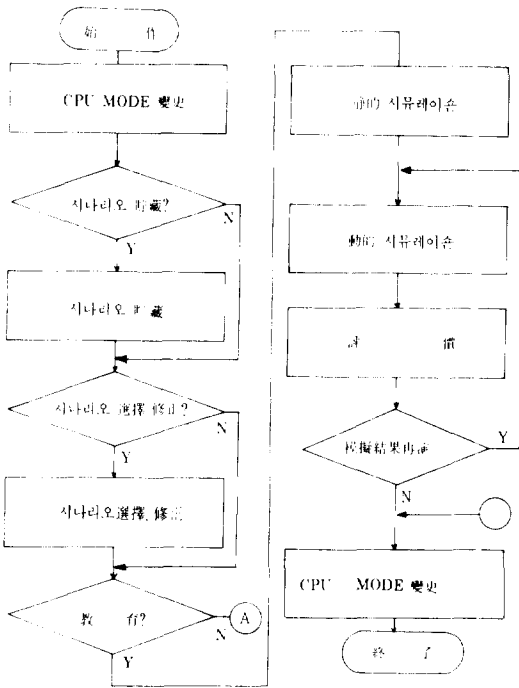 始 作
CPU MODE 變更
시나리오 貯藏?
N
Y
시나리오 貯藏
시나리오 選擇 修正?
N
Y
시나리오選擇, 修正
敎 育?
N
A
Y
靜的 시뮤레이숀
動的 시뮤레이숀
評 價
模擬結果再演
Y
N
CPU MODE 變更
終 了